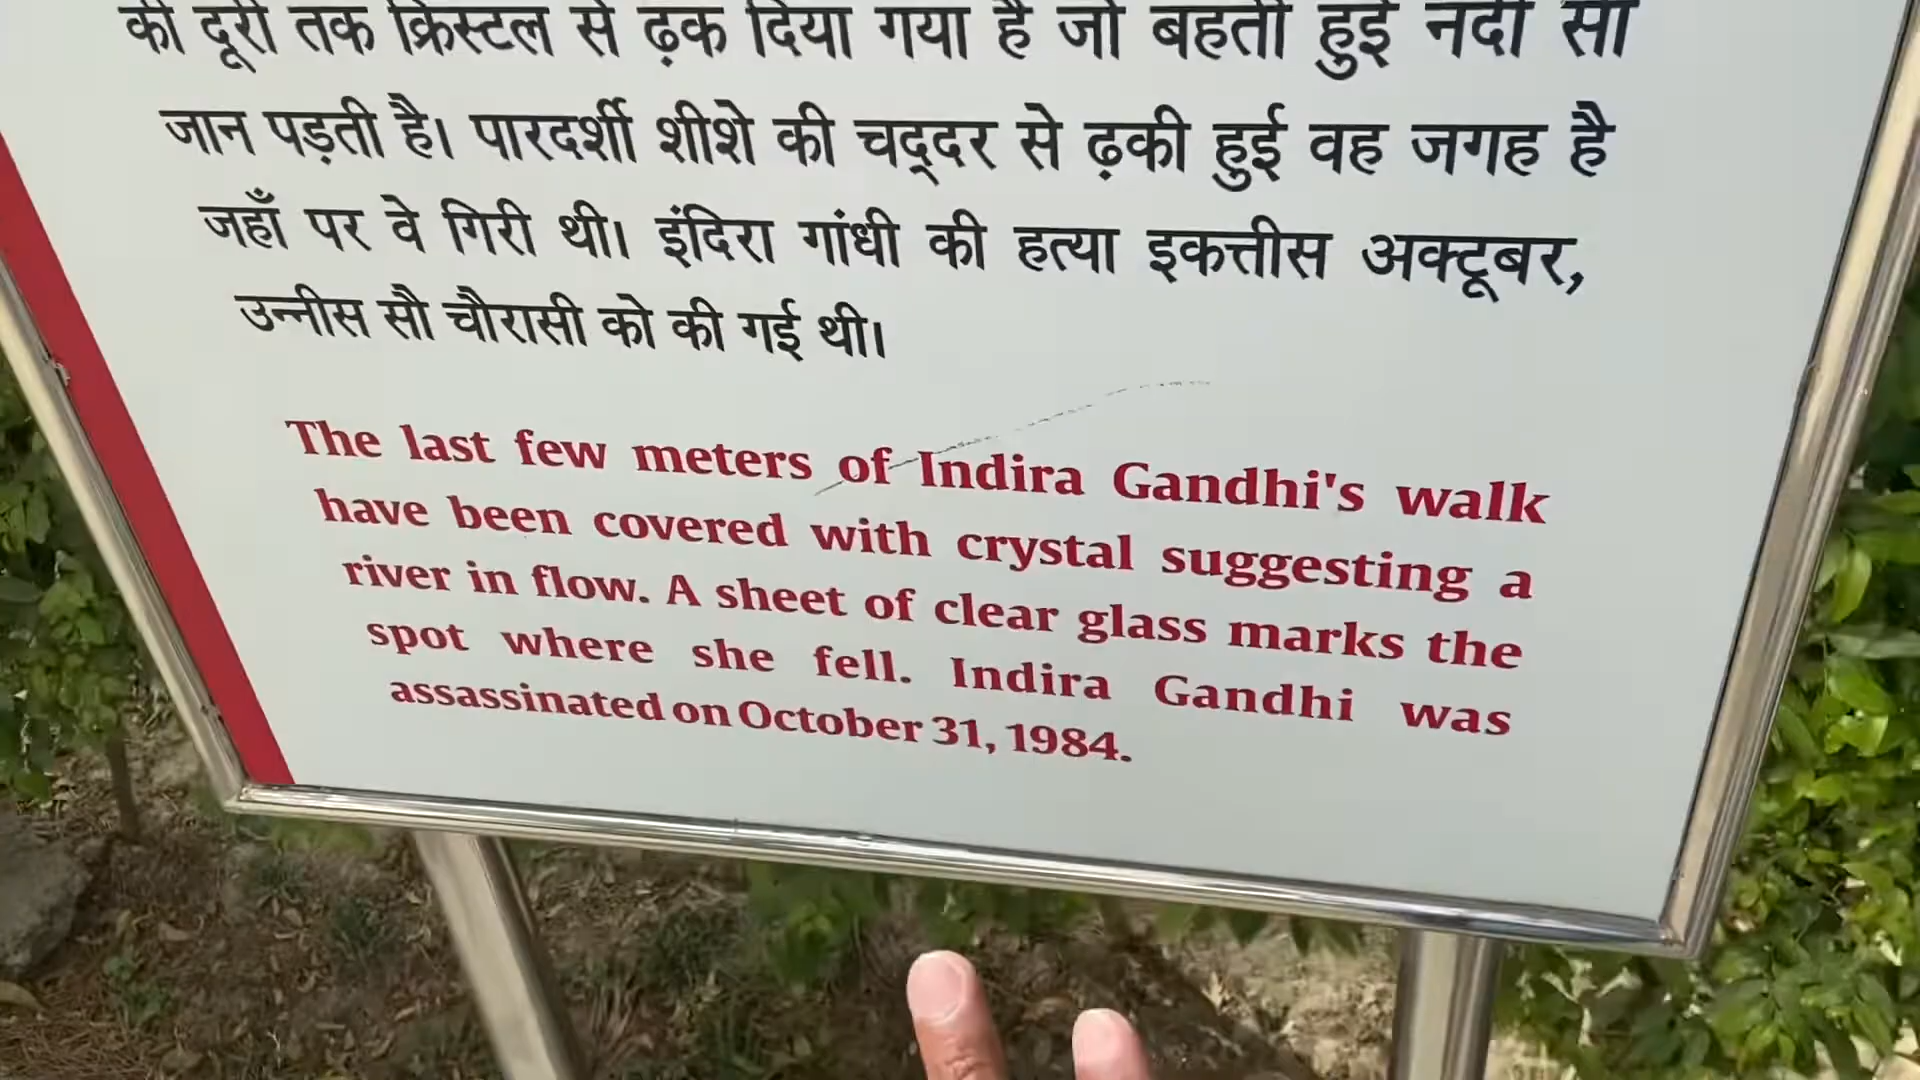 की दूरी तक क्रिस्टल से ढ़क दिया गया है जो बहती हुई नदी सी
जान पड़ती है। पारदर्शी शीशे की चद्दर से ढ़की हुई वह जगह है
जहाँ पर वे गिरी थी। इंदिरा गांधी की हत्या इकत्तीस अक्टूबर,
उन्नीस सौ चौरासी को की गई थी।
The last few meters of Indira Gandhi's walk
have been covered with crystal suggesting a
river in flow. A sheet of clear glass marks the
spot where she fell. Indira Gandhi was
assassinated on October 31, 1984.